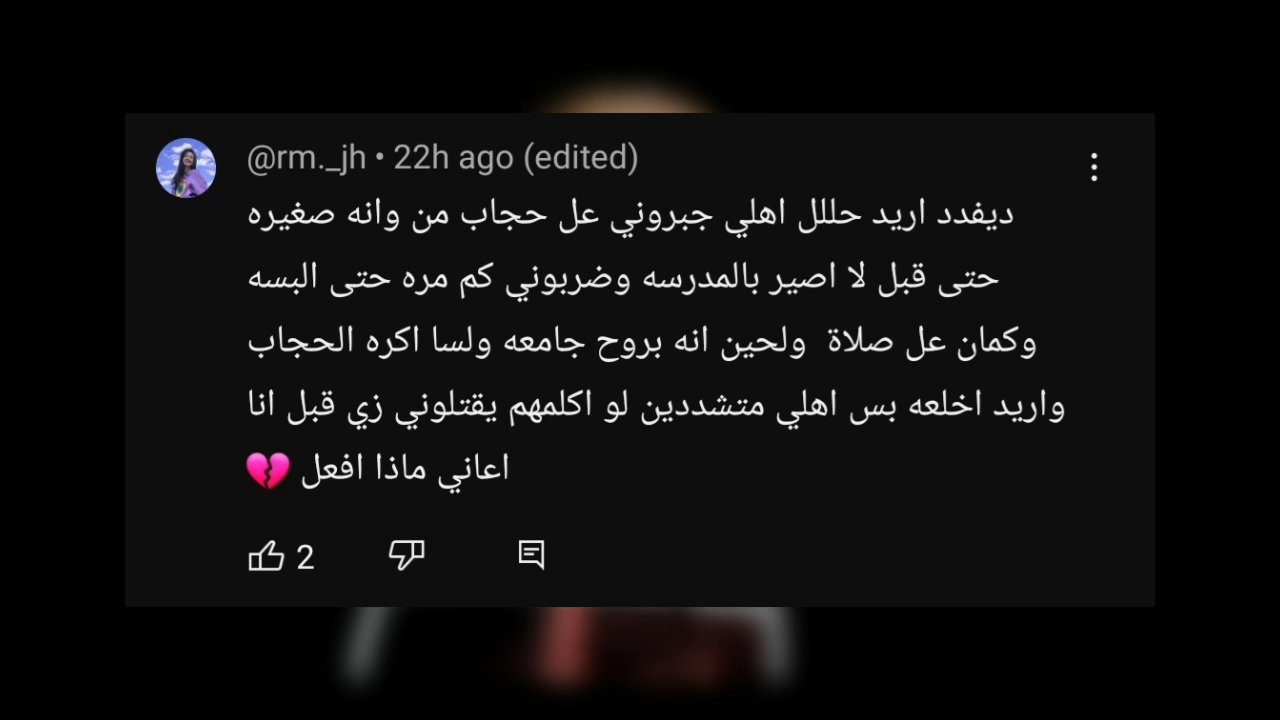 @rm._jh • 22h ago (edited)
ديفدد اريد حللل اهلي جبروني عل حجاب من وانه صغيره
حتى قبل لا اصير بالمدرسه وضربوني كم مره حتى البسه
وكمان عل صلاة  ولحين انه بروح جامعه ولسا اكره الحجاب
واريد اخلعه بس اهلي متشددين لو اكلمهم يقتلوني زي قبل انا
اعاني ماذا افعل 💔
2